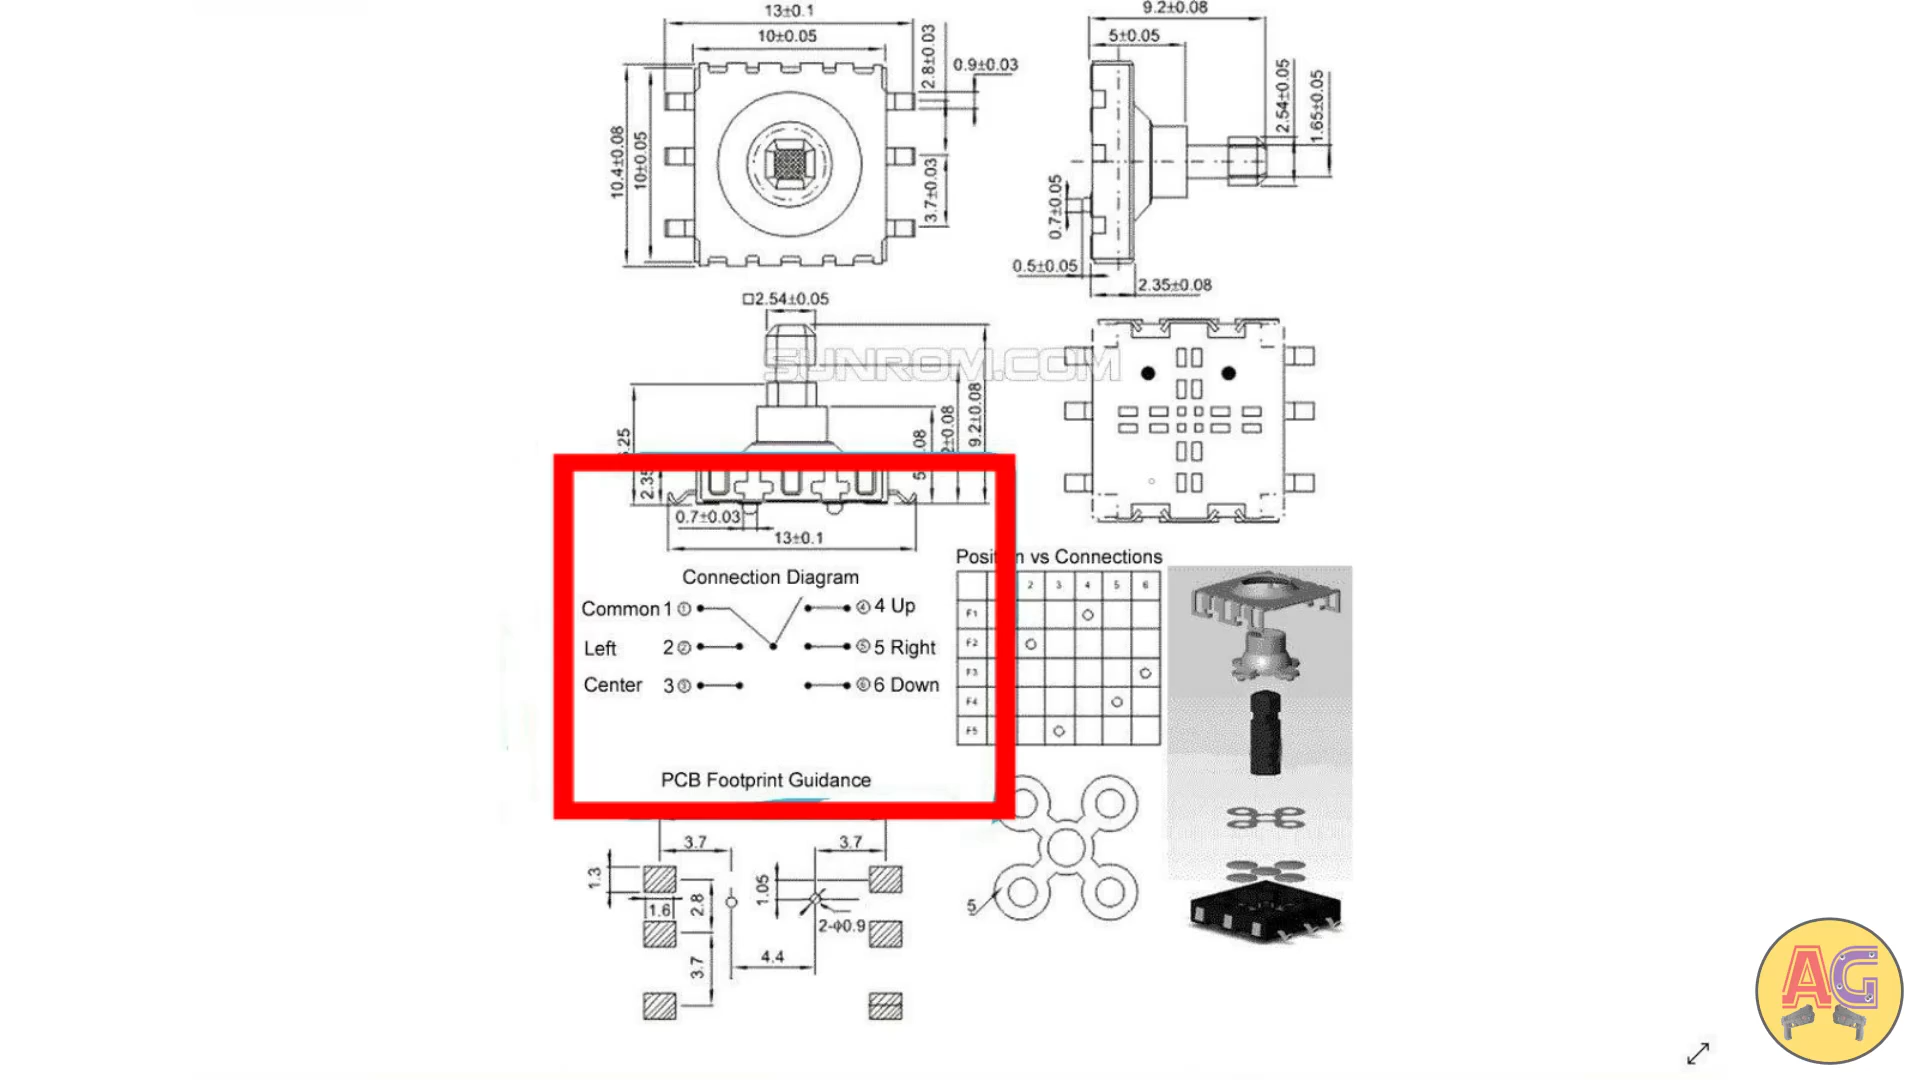 13±0.1
10±0.05
2.8±0.03
0.9±0.03
10.4±0.08
10±0.05
3.7±0.03
9.2±0.08
5±0.05
2.54±0.05
1.65±0.05
0.7±0.05
0.5±0.05
2.35±0.08
□2.54±0.05
SUNROM.COM
9.2±0.08
0.7±0.03
13±0.1
Connection Diagram
Common 1 ① ④ 4 Up
Left 2 ② ⑤ 5 Right
Center 3 ③ ⑥ 6 Down
vs Connections
2 3 4 5 6
F1
F2
F3
F4
F5
PCB Footprint Guidance
3.7 3.7
1.3
1.6
2.8
1.05
2-Φ0.9
3.7
4.4
5
AG